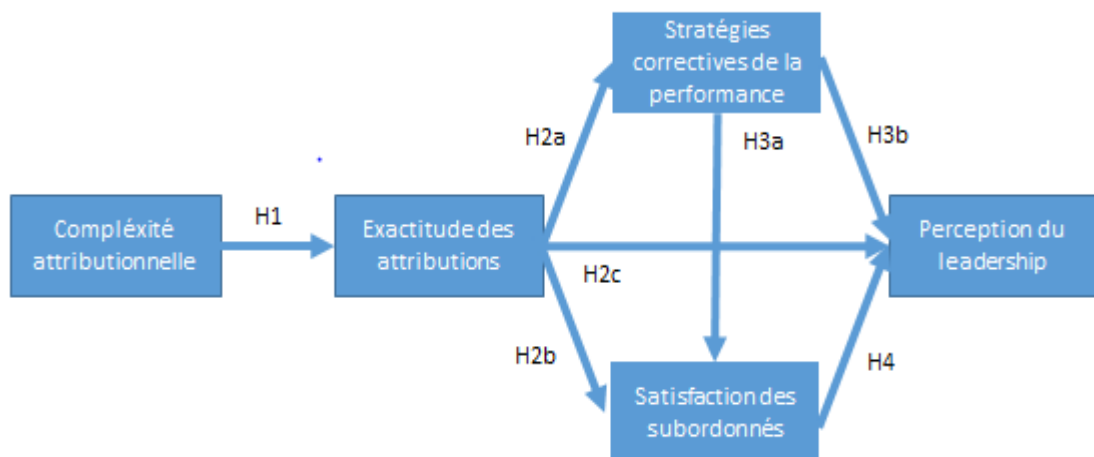 Stratégies
correctives de la
performance
H2a
H3a
H3b
Compléxité
attributionnelle
H1
Exactitude des
attributions
H2c
Perception du
leadership
H2b
H4
Satisfaction des
subordonnés